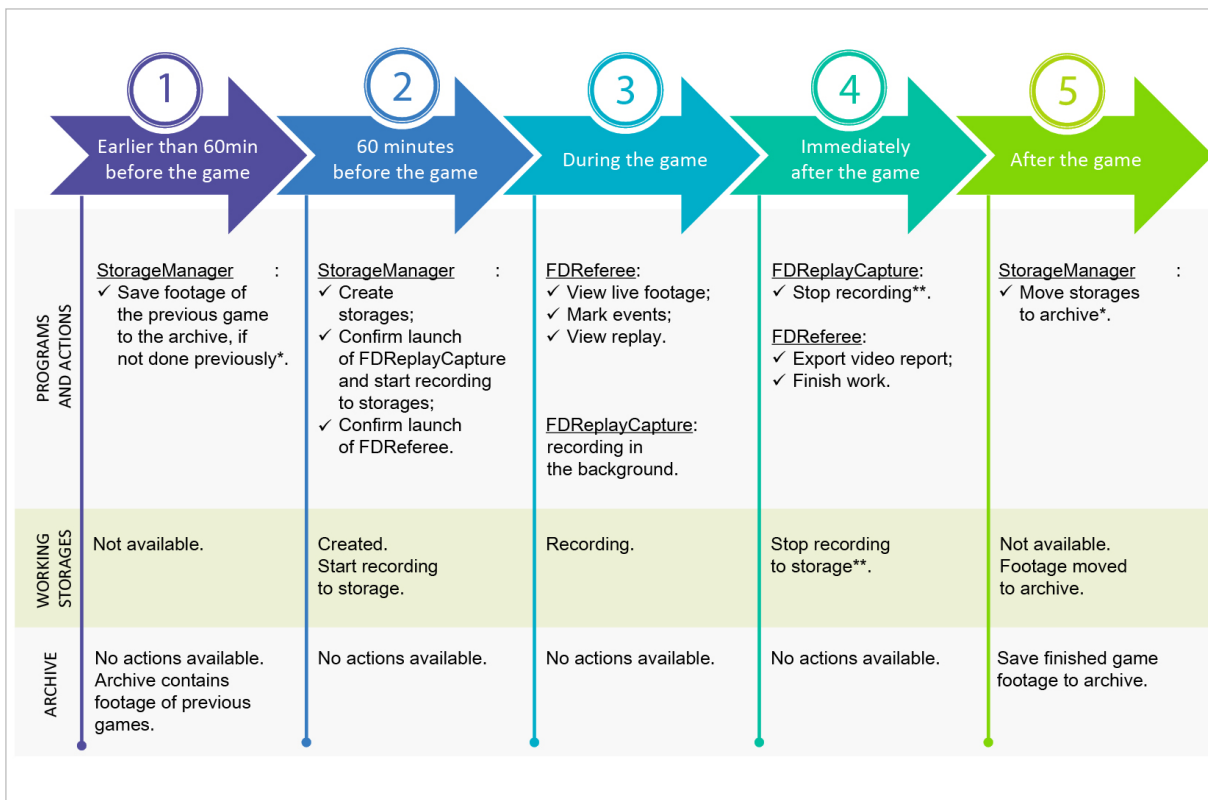 1
Earlier than 60min
before the game
2
60 minutes
before the game
3
During the game
4
Immediately
after the game
5
After the game
PROGRAMS
AND ACTIONS
StorageManager :
✓ Save footage of
the previous game
to the archive, if
not done previously*.
StorageManager :
✓ Create
storages;
✓ Confirm launch
of FDReplayCapture
and start recording
to storages;
✓ Confirm launch
of FDReferee.
FDReferee:
✓ View live footage;
✓ Mark events;
✓ View replay.
FDReplayCapture:
recording in
the background.
FDReplayCapture:
✓ Stop recording**.
FDReferee:
✓ Export video report;
✓ Finish work.
StorageManager :
✓ Move storages
to archive*.
WORKING
STORAGES
Not available.
Created.
Start recording
to storage.
Recording.
Stop recording
to storage**.
Not available.
Footage moved
to archive.
ARCHIVE
No actions available.
Archive contains
footage of previous
games.
No actions available.
No actions available.
No actions available.
Save finished game
footage to archive.